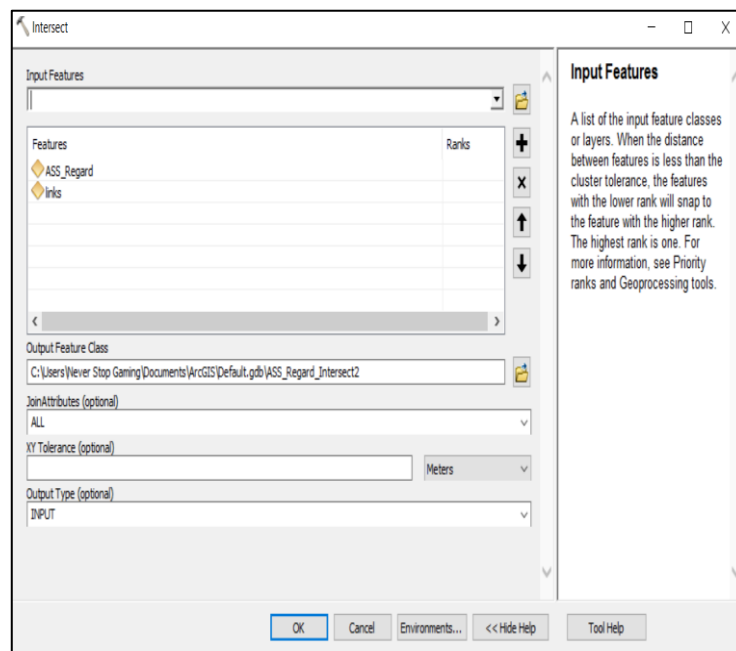 Intersect
Input Features
Features
Ranks
ASS_Regard
links
Output Feature Class
C:\Users\Never Stop Gaming\Documents\ArcGIS\Default.gdb\ASS_Regard_Intersect2
JoinAttributes (optional)
ALL
XY Tolerance (optional)
Meters
Output Type (optional)
INPUT
OK
Cancel
Environments...
<< Hide Help
Tool Help
Input Features
A list of the input feature classes
or layers. When the distance
between features is less than the
cluster tolerance, the features
with the lower rank will snap to
the feature with the higher rank.
The highest rank is one. For
more information, see Priority
ranks and Geoprocessing tools.